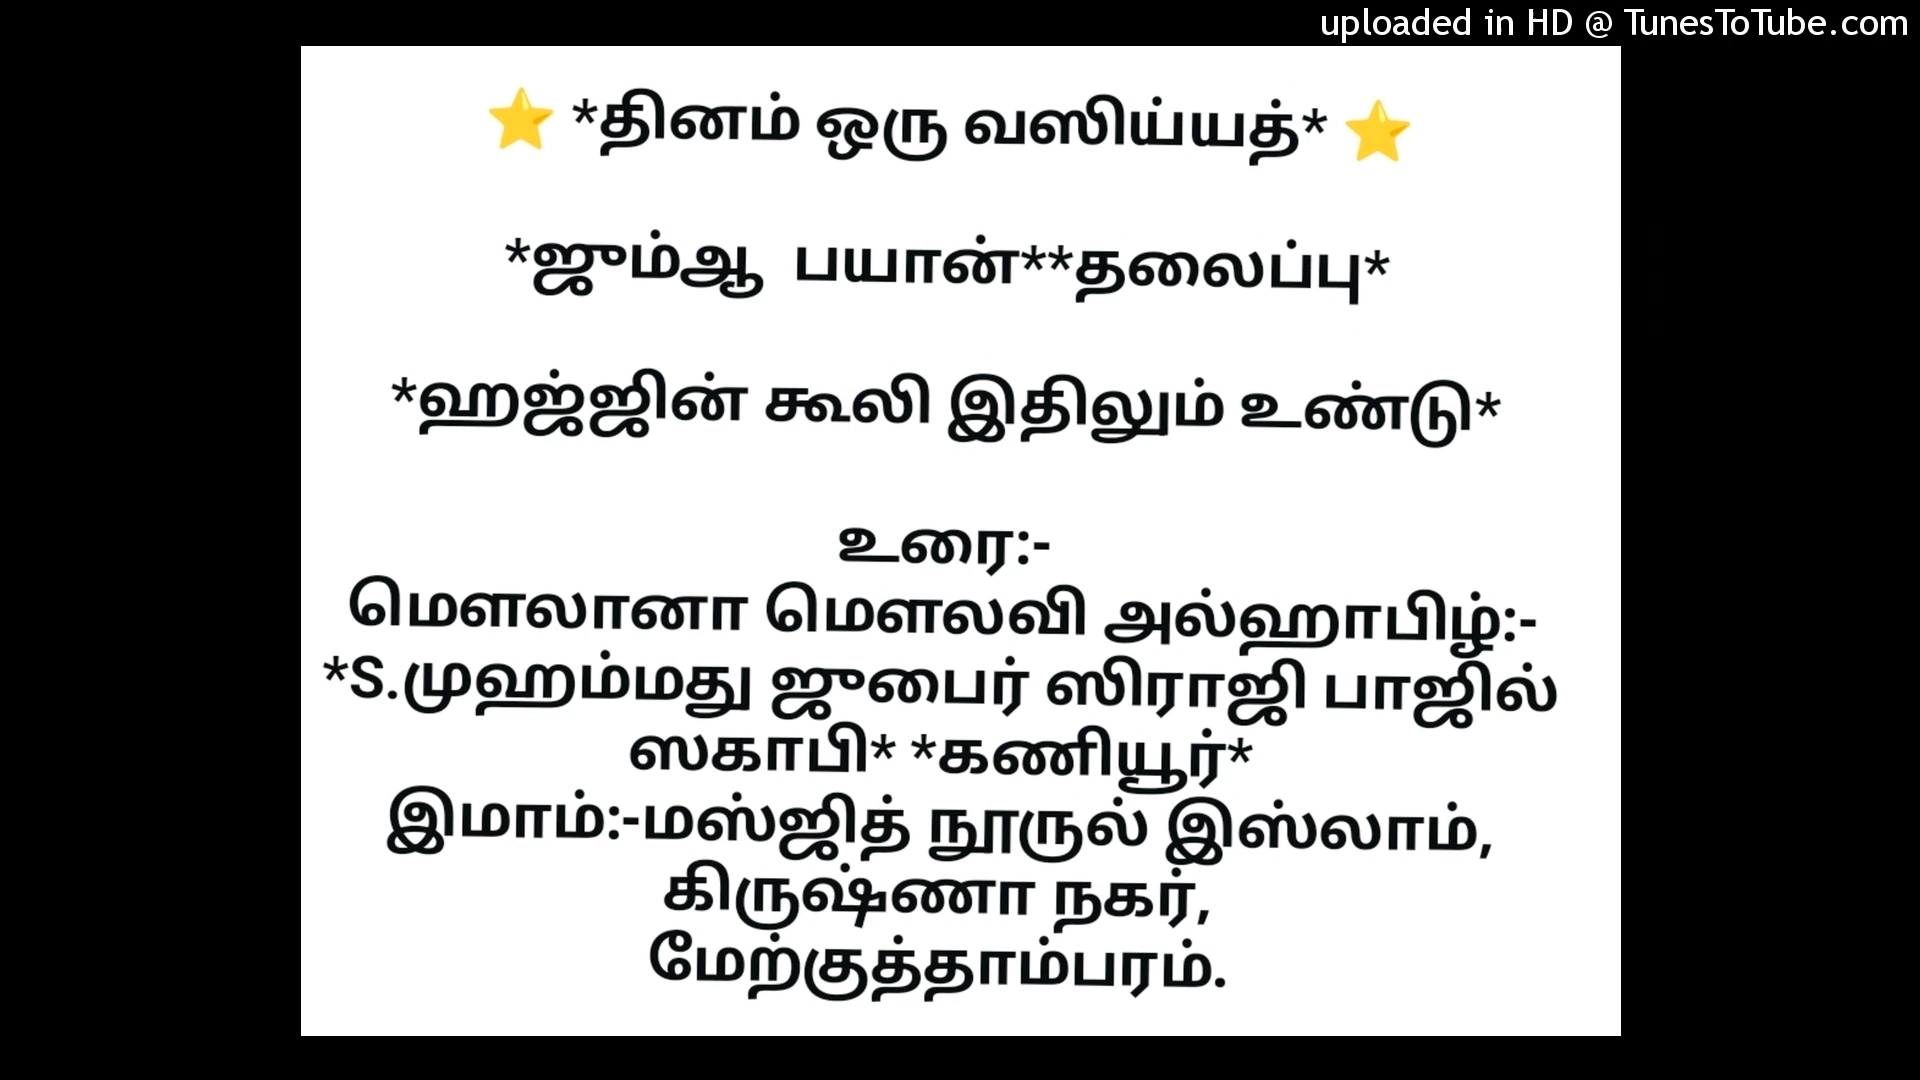 uploaded in HD @ TunesToTube.com
⭐ *தினம் ஒரு வஸிய்யத்* ⭐
*ஜும்ஆ பயான்**தலைப்பு*
*ஹஜ்ஜின் கூலி இதிலும் உண்டு*
உரை:-
மௌலானா மௌலவி அல்ஹாபிழ்:-
*S.முஹம்மது ஜுபைர் ஸிராஜி பாஜில்
ஸகாபி* *கணியூர்*
இமாம்:-மஸ்ஜித் நூருல் இஸ்லாம்,
கிருஷ்ணா நகர்,
மேற்குத்தாம்பரம்.